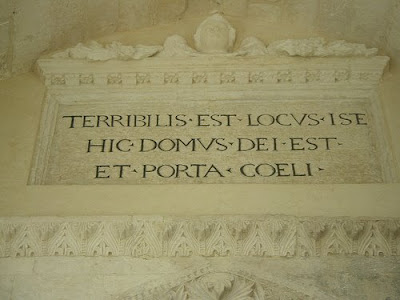 TERRIBILIS · EST · LOCVS · ISE
HIC · DOMVS · DEI · EST ·
ET · PORTA · COELI ·